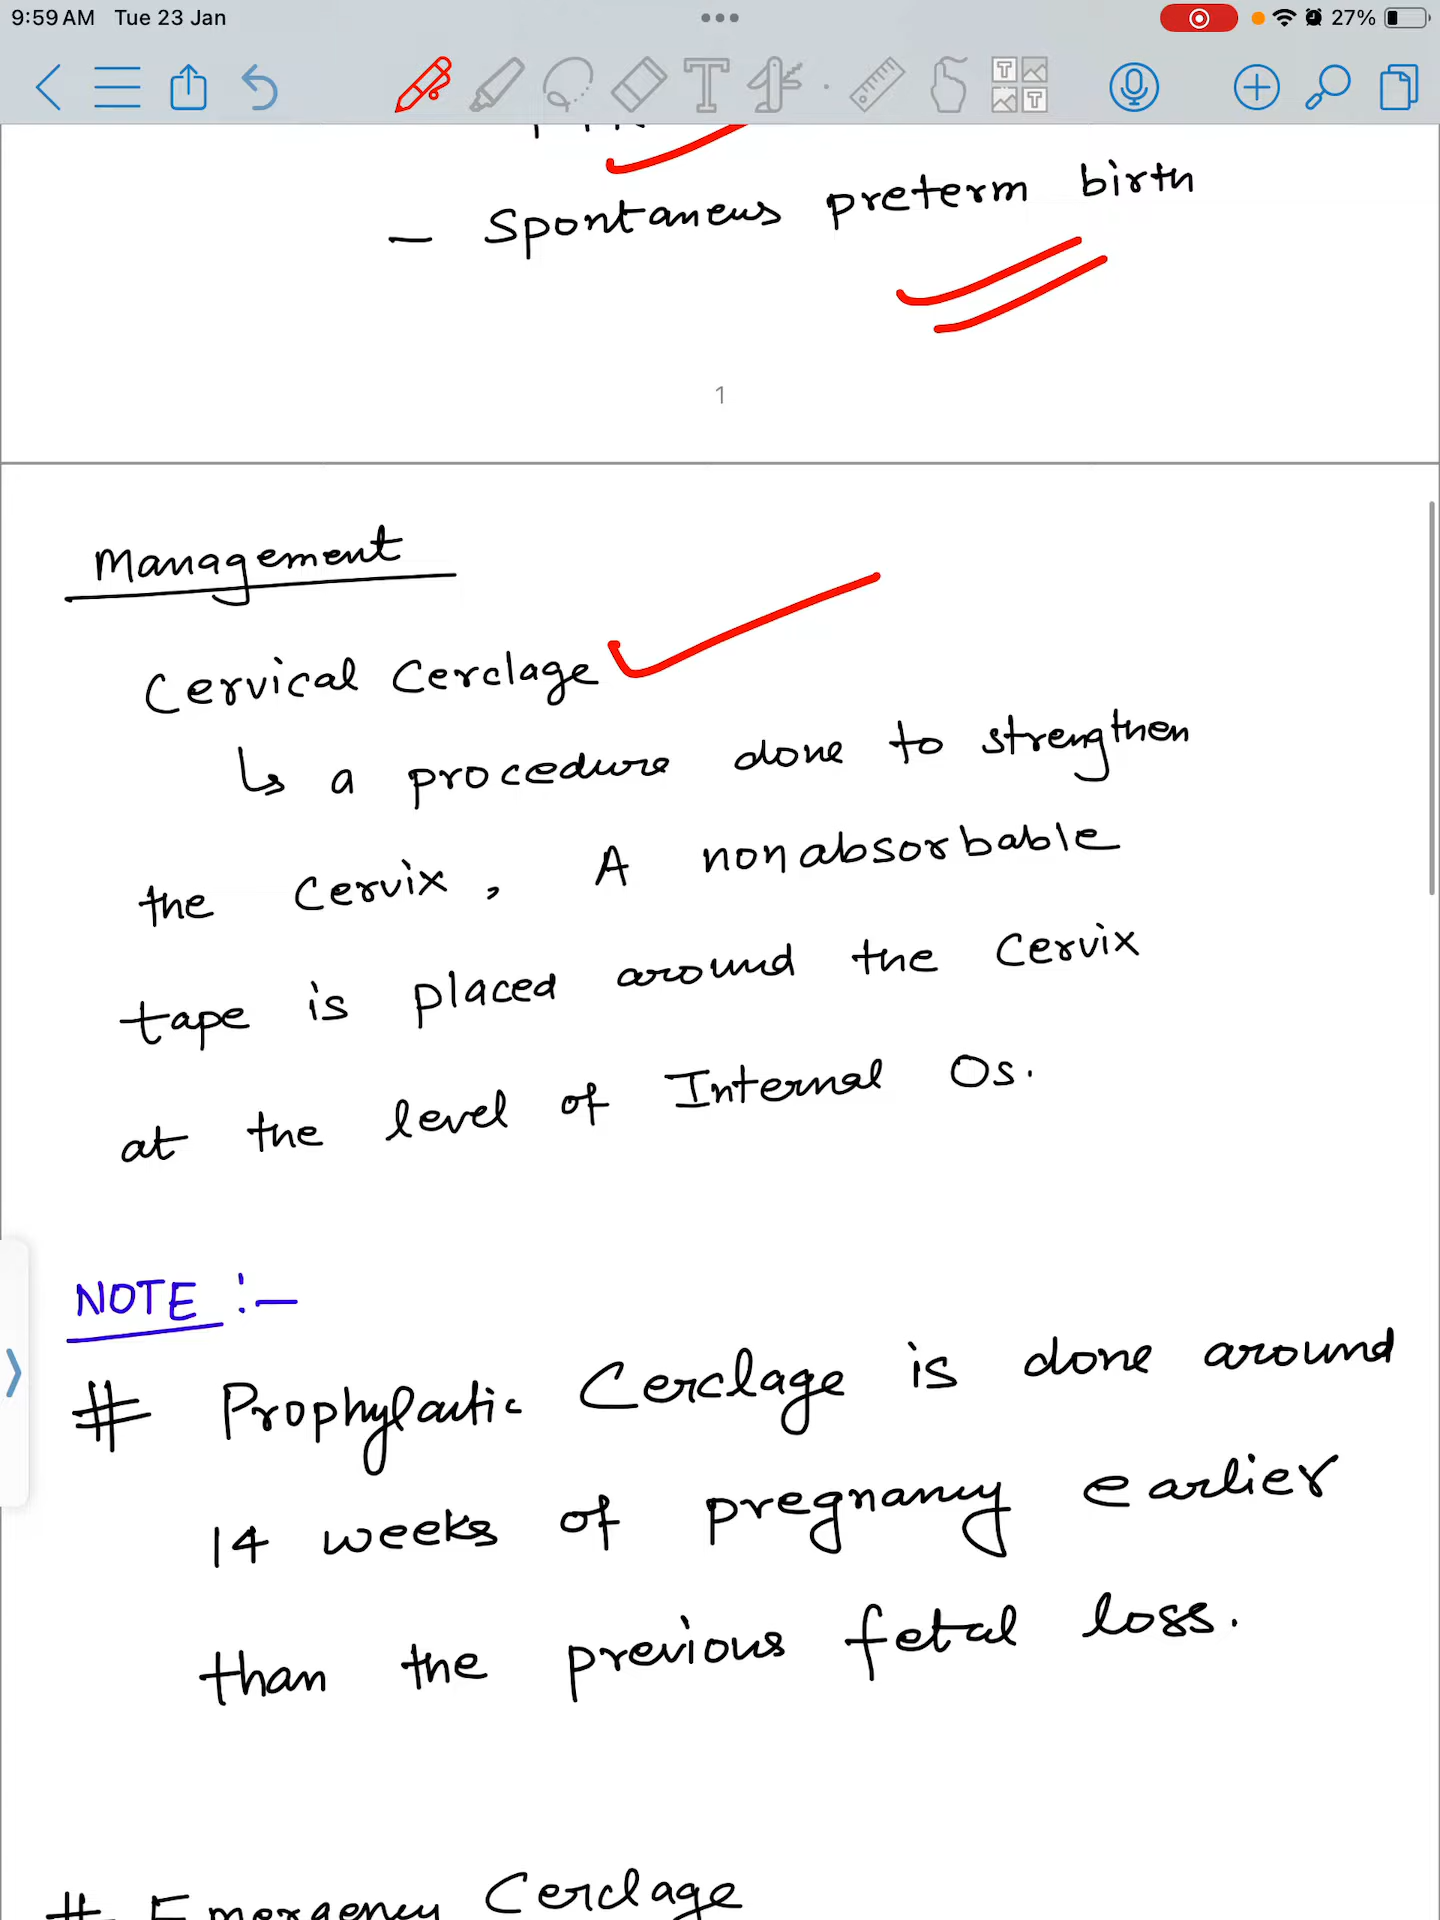 9:59 AM Tue 23 Jan
27%
– Spontaneus preterm birth
1
Management
Cervical Cerclage
↳ a procedure done to strengthen
the Cervix, A nonabsorbable
tape is placed around the Cervix
at the level of Internal Os.
NOTE :–
# Prophylautic Cerclage is done around
14 weeks of pregnancy earlier
than the previous fetal loss.
# Emergency Cerclage